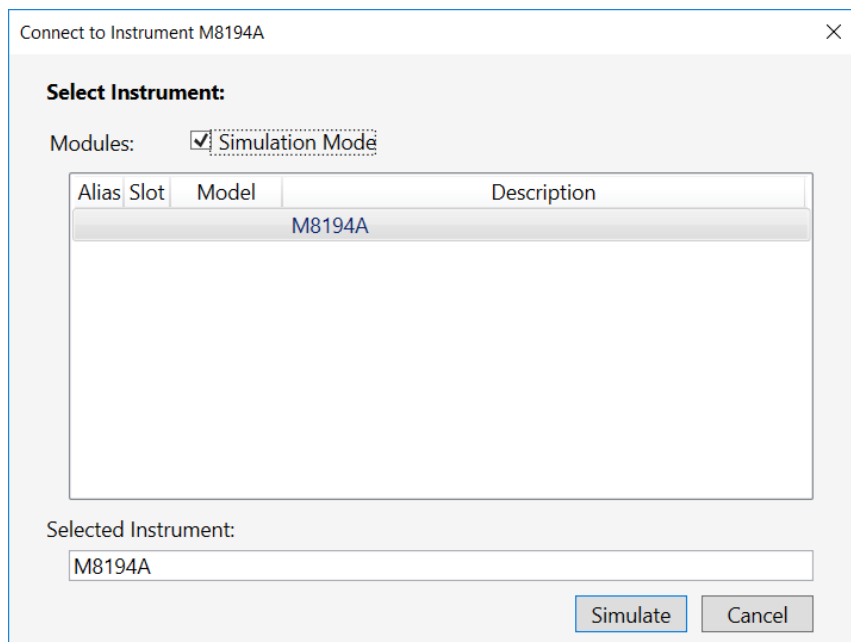 Connect to Instrument M8194A
Select Instrument:
Modules: Simulation Mode
Alias Slot Model Description
M8194A
Selected Instrument:
M8194A
Simulate Cancel